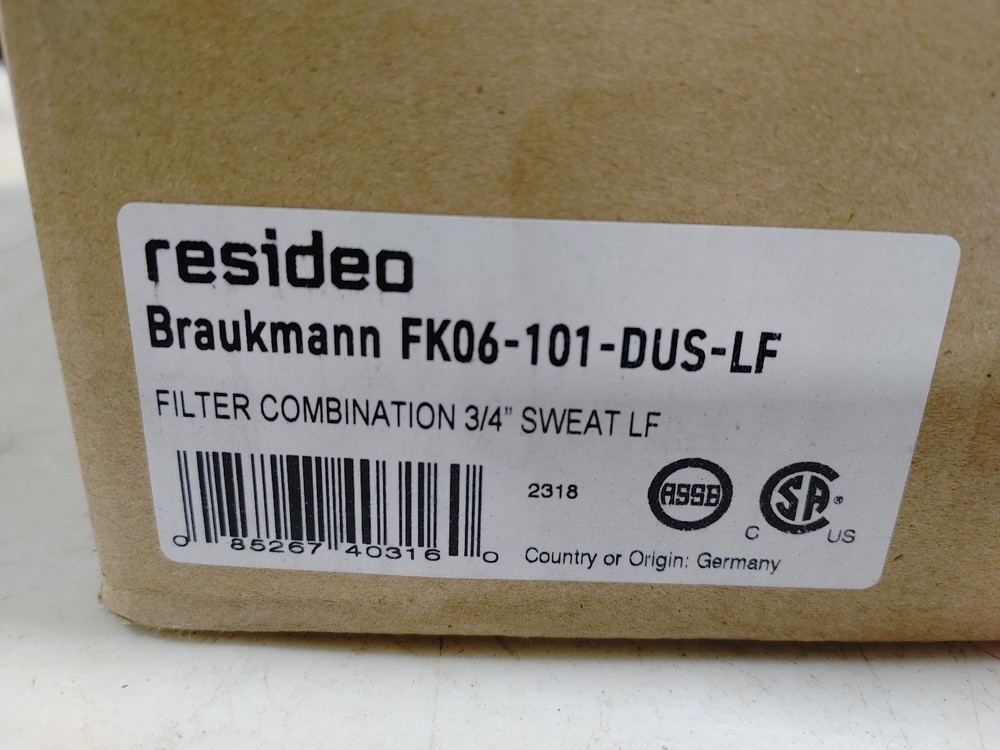 resideo
Braukmann FK06-101-DUS-LF
FILTER COMBINATION 3/4" SWEAT LF
2318
ASSE
C SA ® US
0 85267 40316 0
Country or Origin: Germany